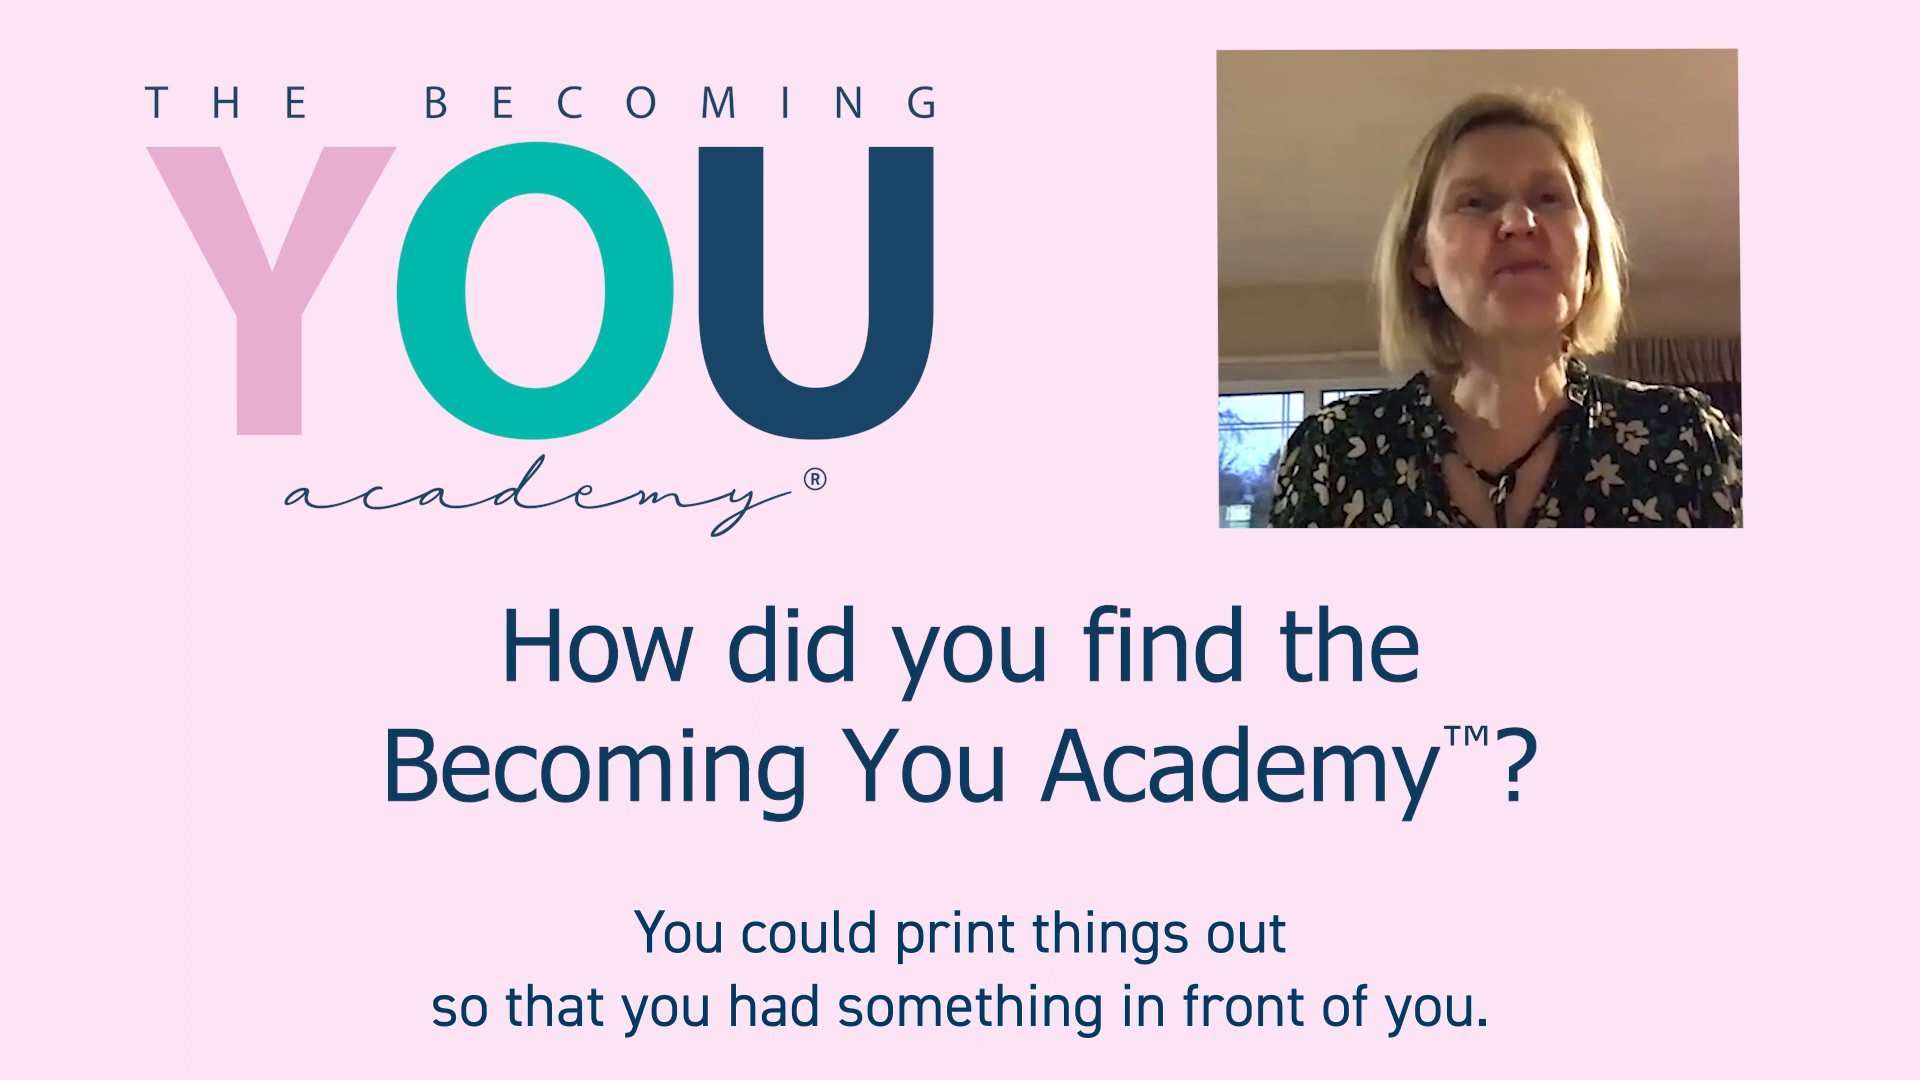 THE BECOMING
YOU
academy®
How did you find the
Becoming You Academy™?
You could print things out
so that you had something in front of you.